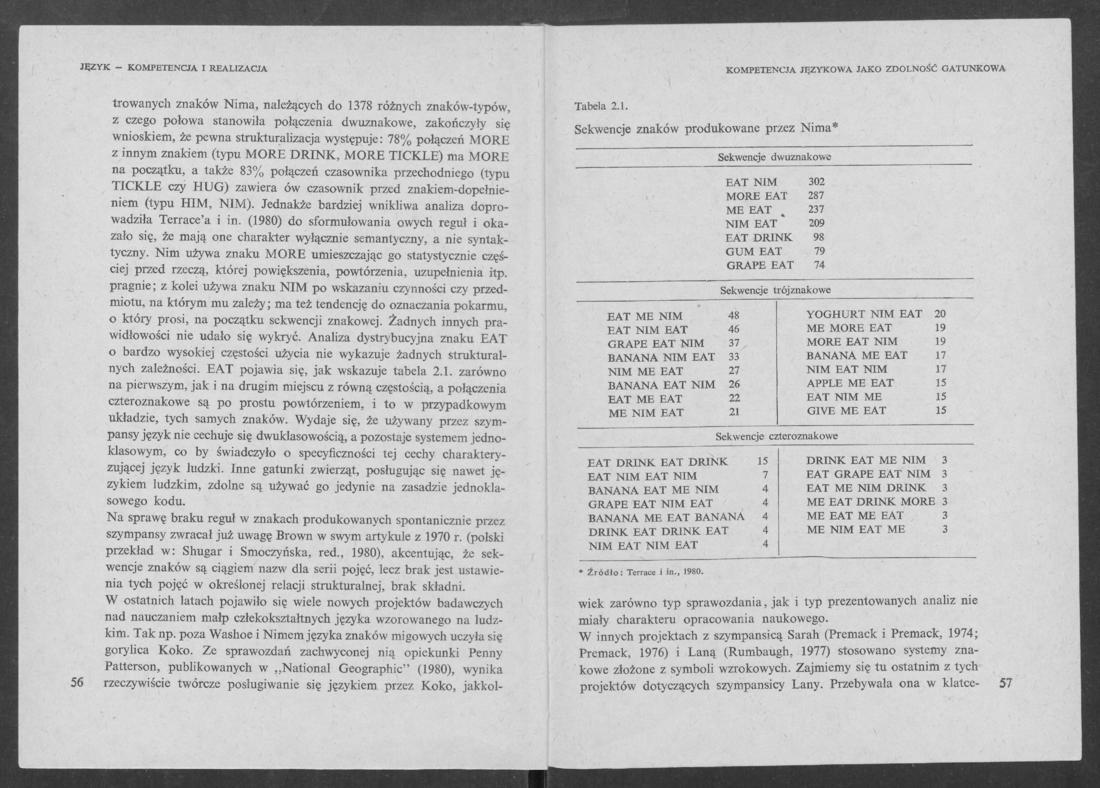 JĘZYK – KOMPETENCJA I REALIZACJA
trowanych znaków Nima, należących do 1378 różnych znaków-typów,
z czego połowa stanowiła połączenia dwuznakowe, zakończyły się
wnioskiem, że pewna strukturalizacja występuje: 78% połączeń MORE
z innym znakiem (typu MORE DRINK, MORE TICKLE) ma MORE
na początku, a także 83% połączeń czasownika przechodniego (typu
TICKLE czy HUG) zawiera ów czasownik przed znakiem-dopełnie-
niem (typu HIM, NIM). Jednakże bardziej wnikliwa analiza dopro-
wadziła Terrace'a i in. (1980) do sformułowania owych reguł i oka-
zało się, że mają one charakter wyłącznie semantyczny, a nie syntak-
tyczny. Nim używa znaku MORE umieszczając go statystycznie częś-
ciej przed rzeczą, której powiększenia, powtórzenia, uzupełnienia itp.
pragnie; z kolei używa znaku NIM po wskazaniu czynności czy przed-
miotu, na którym mu zależy; ma też tendencję do oznaczania pokarmu,
o który prosi, na początku sekwencji znakowej. Żadnych innych pra-
widłowości nie udało się wykryć. Analiza dystrybucyjna znaku EAT
o bardzo wysokiej częstości użycia nie wykazuje żadnych struktural-
nych zależności. EAT pojawia się, jak wskazuje tabela 2.1. zarówno
na pierwszym, jak i na drugim miejscu z równą częstością, a połączenia
czteroznakowe są po prostu powtórzeniem, i to w przypadkowym
układzie, tych samych znaków. Wydaje się, że używany przez szym-
pansy język nie cechuje się dwuklasowością, a pozostaje systemem jedno-
klasowym, co by świadczyło o specyficzności tej cechy charaktery-
zującej język ludzki. Inne gatunki zwierząt, posługując się nawet ję-
zykiem ludzkim, zdolne są używać go jedynie na zasadzie jednokla-
sowego kodu.
Na sprawę braku reguł w znakach produkowanych spontanicznie przez
szympansy zwracał już uwagę Brown w swym artykule z 1970 r. (polski
przekład w: Shugar i Smoczyńska, red., 1980), akcentując, że sek-
wencje znaków są ciągiem nazw dla serii pojęć, lecz brak jest ustawie-
nia tych pojęć w określonej relacji strukturalnej, brak składni.
W ostatnich latach pojawiło się wiele nowych projektów badawczych
nad nauczaniem małp człekokształtnych języka wzorowanego na ludz-
kim. Tak np. poza Washoe i Nimem języka znaków migowych uczyła się
gorylica Koko. Ze sprawozdań zachwyconej nią opiekunki Penny
Patterson, publikowanych w „National Geographic" (1980), wynika
rzeczywiście twórcze posługiwanie się językiem przez Koko, jakkol-
56
KOMPETENCJA JĘZYKOWA JAKO ZDOLNOŚĆ GATUNKOWA
Tabela 2.1.
Sekwencje znaków produkowane przez Nima*
Sekwencje dwuznakowe
EAT NIM 302
MORE EAT 287
ME EAT 237
NIM EAT 209
EAT DRINK 98
GUM EAT 79
GRAPE EAT 74
Sekwencje trójznakowe
EAT ME NIM 48 YOGHURT NIM EAT 20
EAT NIM EAT 46 ME MORE EAT 19
GRAPE EAT NIM 37 MORE EAT NIM 19
BANANA NIM EAT 33 BANANA ME EAT 17
NIM ME EAT 27 NIM EAT NIM 17
BANANA EAT NIM 26 APPLE ME EAT 15
EAT ME EAT 22 EAT NIM ME 15
ME NIM EAT 21 GIVE ME EAT 15
Sekwencje czteroznakowe
EAT DRINK EAT DRINK 15 DRINK EAT ME NIM 3
EAT NIM EAT NIM 7 EAT GRAPE EAT NIM 3
BANANA EAT ME NIM 4 EAT ME NIM DRINK 3
GRAPE EAT NIM EAT 4 ME EAT DRINK MORE 3
BANANA ME EAT BANANA 4 ME EAT ME EAT 3
DRINK EAT DRINK EAT 4 ME NIM EAT ME 3
NIM EAT NIM EAT 4
* Źródło: Terrace i in., 1980.
wiek zarówno typ sprawozdania, jak i typ prezentowanych analiz nie
miały charakteru opracowania naukowego.
W innych projektach z szympansicą Sarah (Premack i Premack, 1974;
Premack, 1976) i Laną (Rumbaugh, 1977) stosowano systemy zna-
kowe złożone z symboli wzrokowych. Zajmiemy się tu ostatnim z tych
projektów dotyczących szympansicy Lany. Przebywała ona w klatce-
57